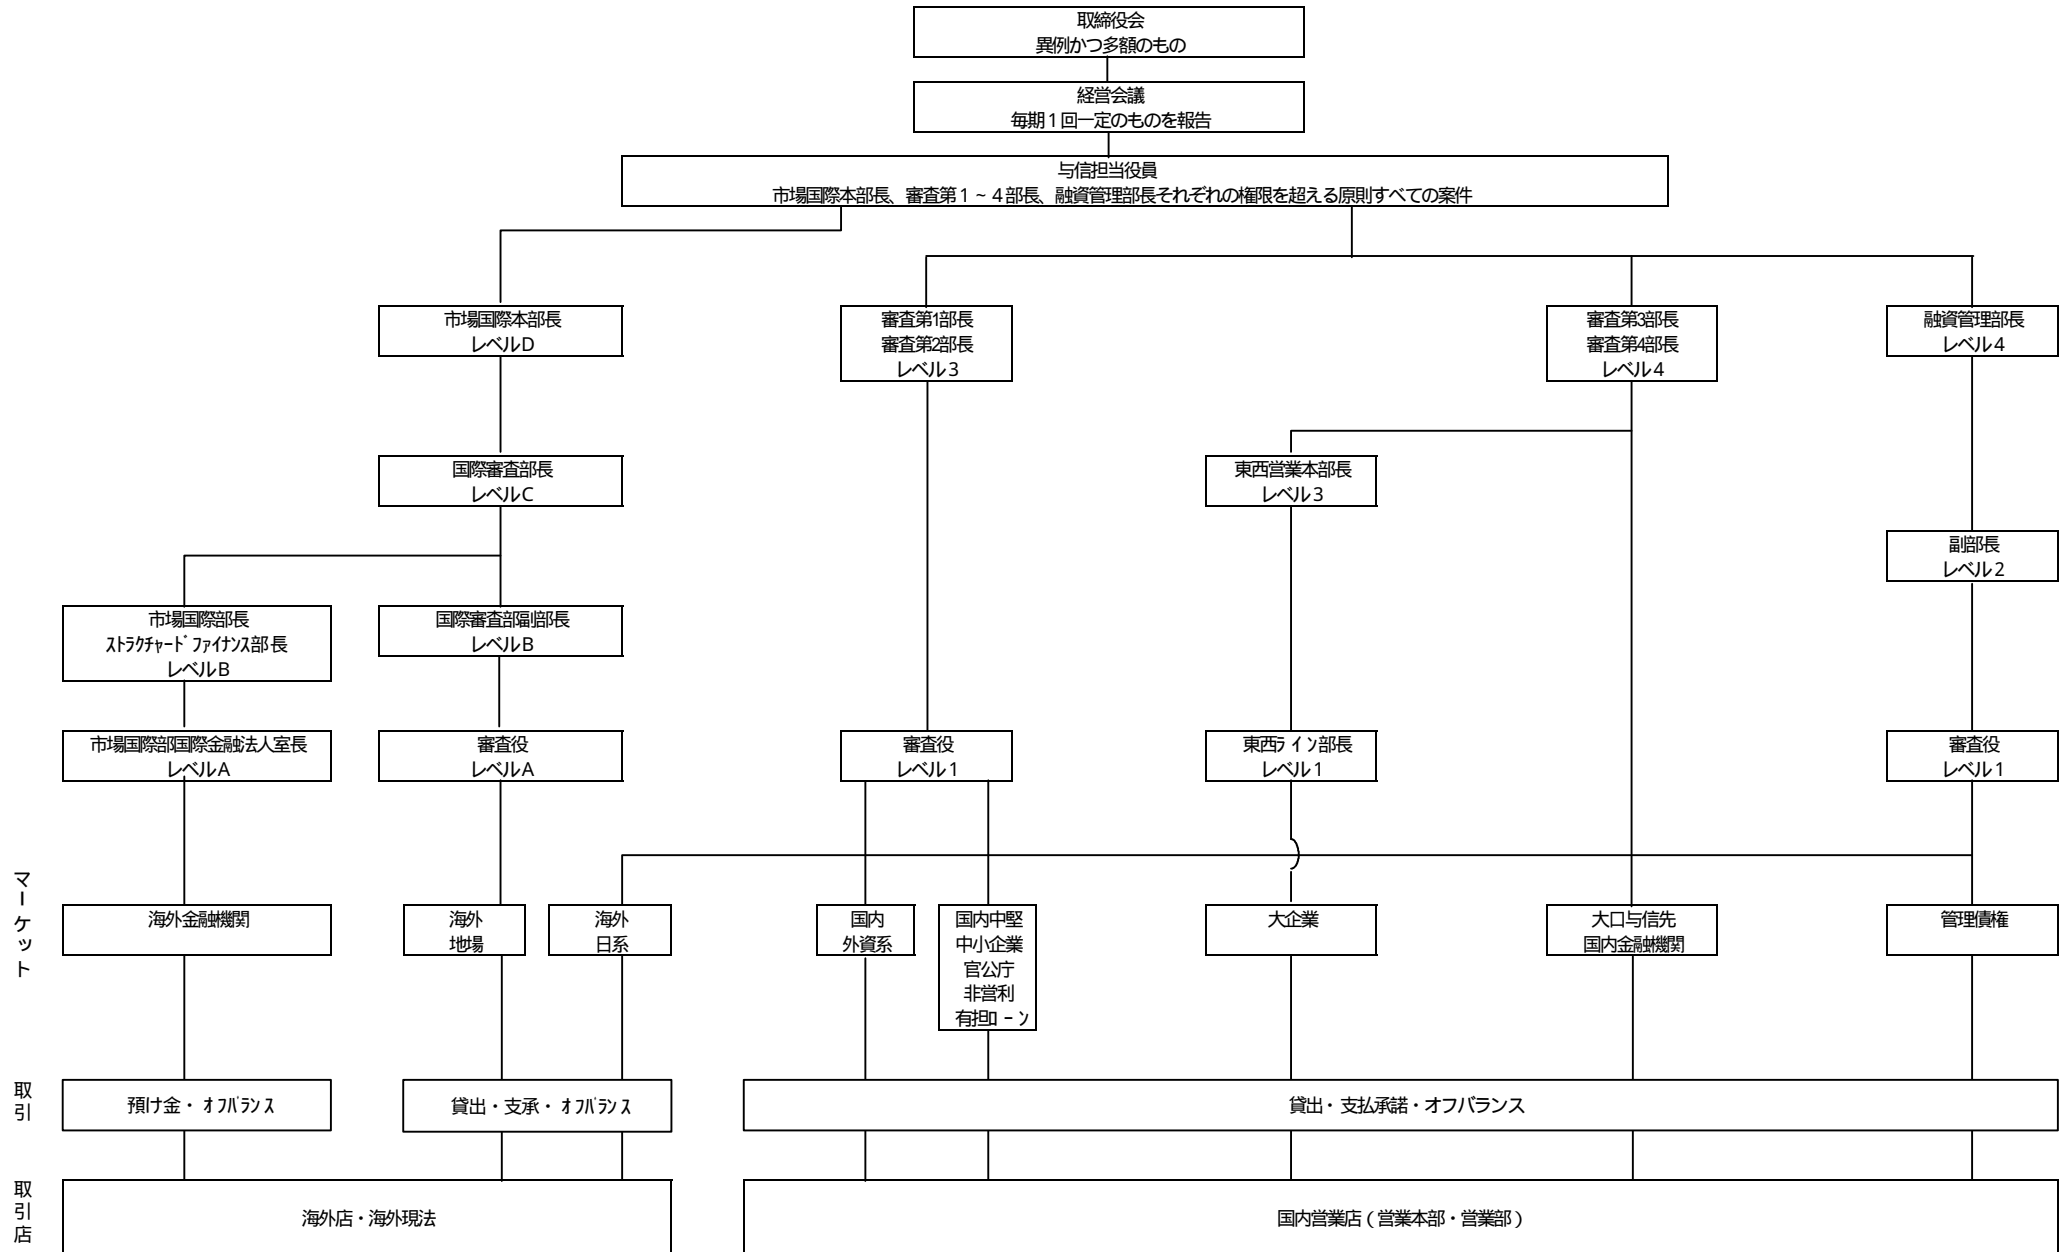 取締役会
異例かつ多額のもの
経営会議
毎期1回一定のものを報告
与信担当役員
市場国際本部長、審査第1~4部長、融資管理部長それぞれの権限を超える原則すべての案件
市場国際本部長
レベルD
審査第1部長
審査第2部長
レベル3
審査第3部長
審査第4部長
レベル4
融資管理部長
レベル4
国際審査部長
レベルC
東西営業本部長
レベル3
副部長
レベル2
市場国際部長
ストラクチャードファイナンス部長
レベルB
国際審査部副部長
レベルB
市場国際部国際金融法人室長
レベルA
審査役
レベルA
審査役
レベル1
東西ライン部長
レベル1
審査役
レベル1
マーケット
海外金融機関
海外
地場
海外
日系
国内
外資系
国内中堅
中小企業
官公庁
非営利
有担ローン
大企業
大口与信先
国内金融機関
管理債権
取引
預け金・オフバランス
貸出・支承・オフバランス
貸出・支払承諾・オフバランス
取引店
海外店・海外現法
国内営業店(営業本部・営業部)